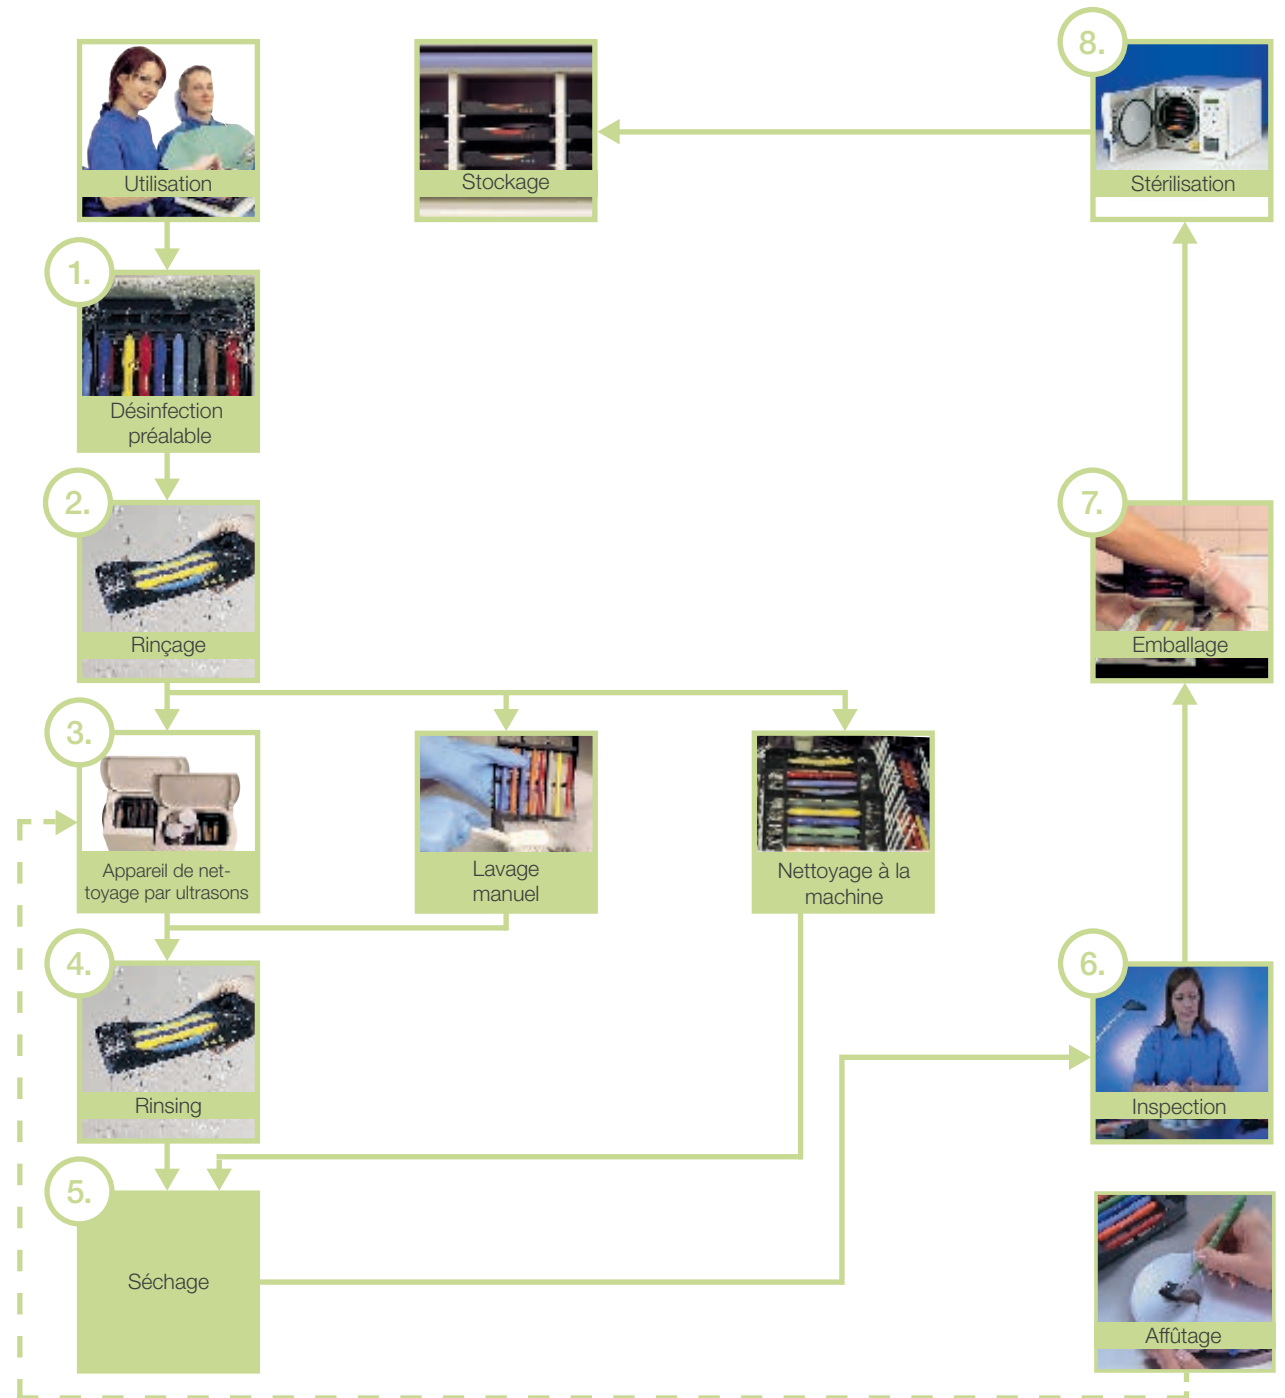 Utilisation
Stockage
8.
Stérilisation
1.
Désinfection
préalable
2.
Rinçage
7.
Emballage
3.
Appareil de net-
toyage par ultrasons
Lavage
manuel
Nettoyage à la
machine
4.
Rinsing
6.
Inspection
5.
Séchage
Affûtage